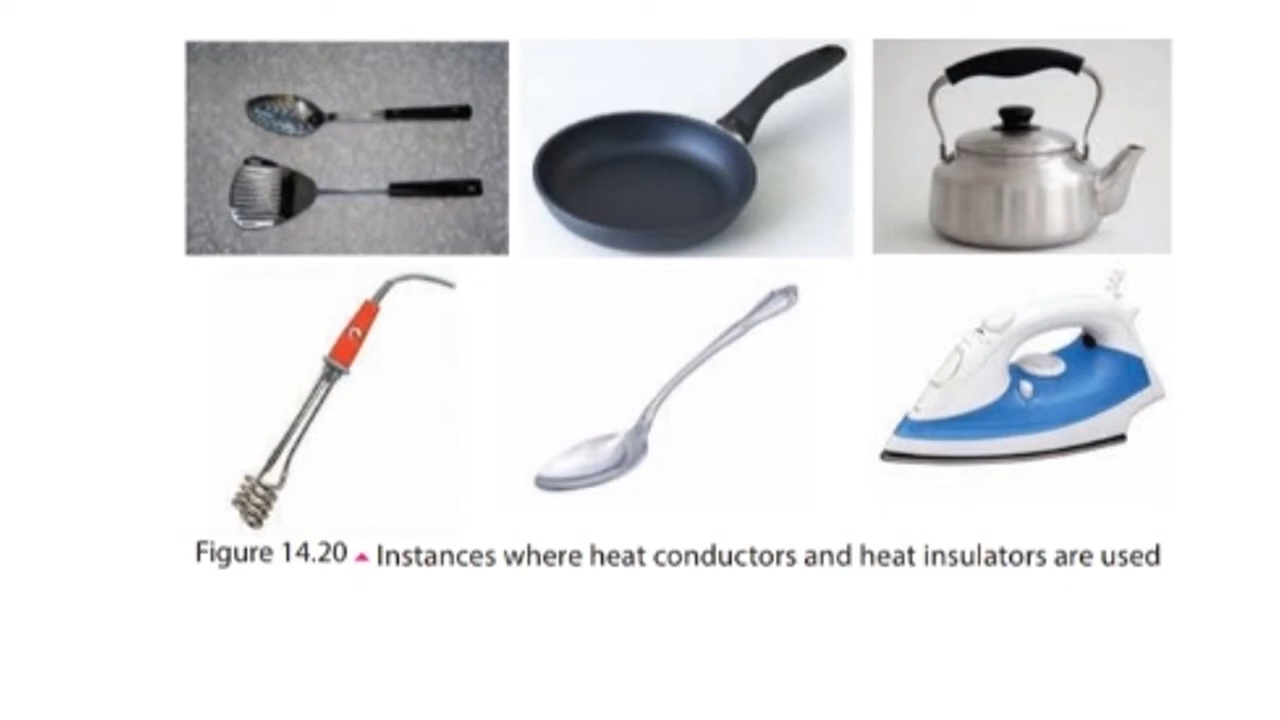 Figure 14.20 ▲ Instances where heat conductors and heat insulators are used